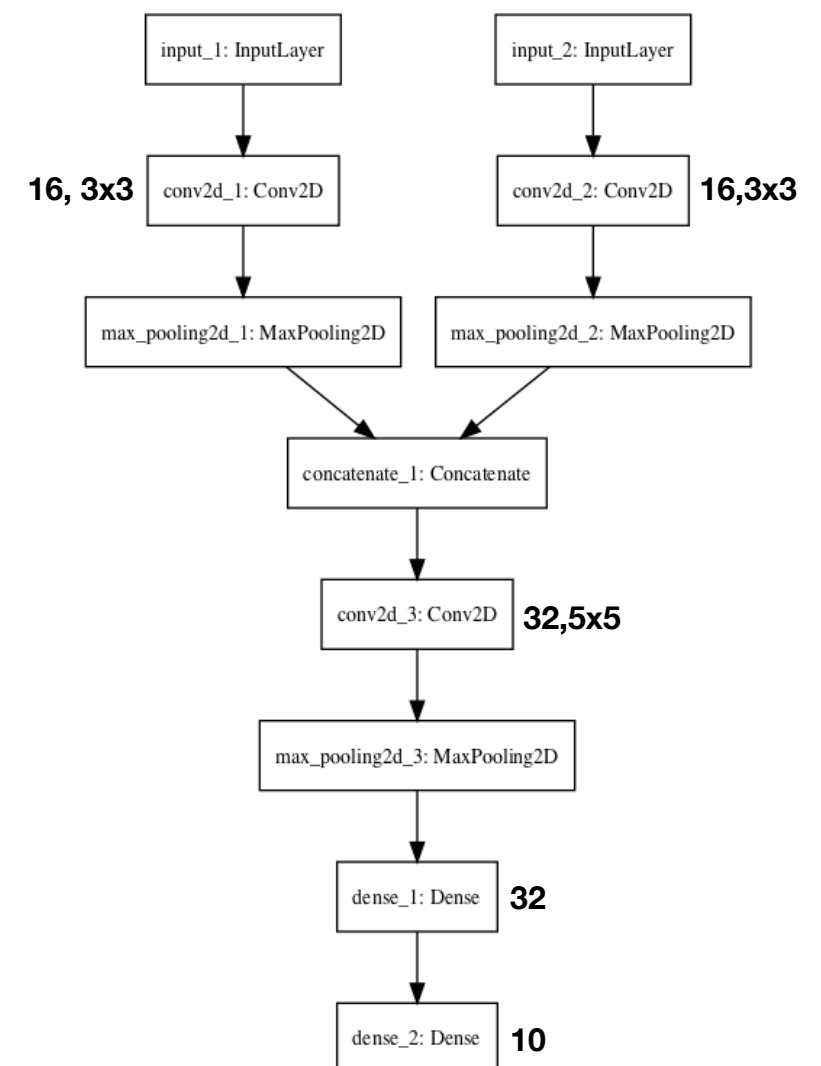 input_1: InputLayer
input_2: InputLayer
16, 3x3
conv2d_1: Conv2D
conv2d_2: Conv2D
16,3x3
max_pooling2d_1: MaxPooling2D
max_pooling2d_2: MaxPooling2D
concatenate_1: Concatenate
conv2d_3: Conv2D
32,5x5
max_pooling2d_3: MaxPooling2D
dense_1: Dense
32
dense_2: Dense
10